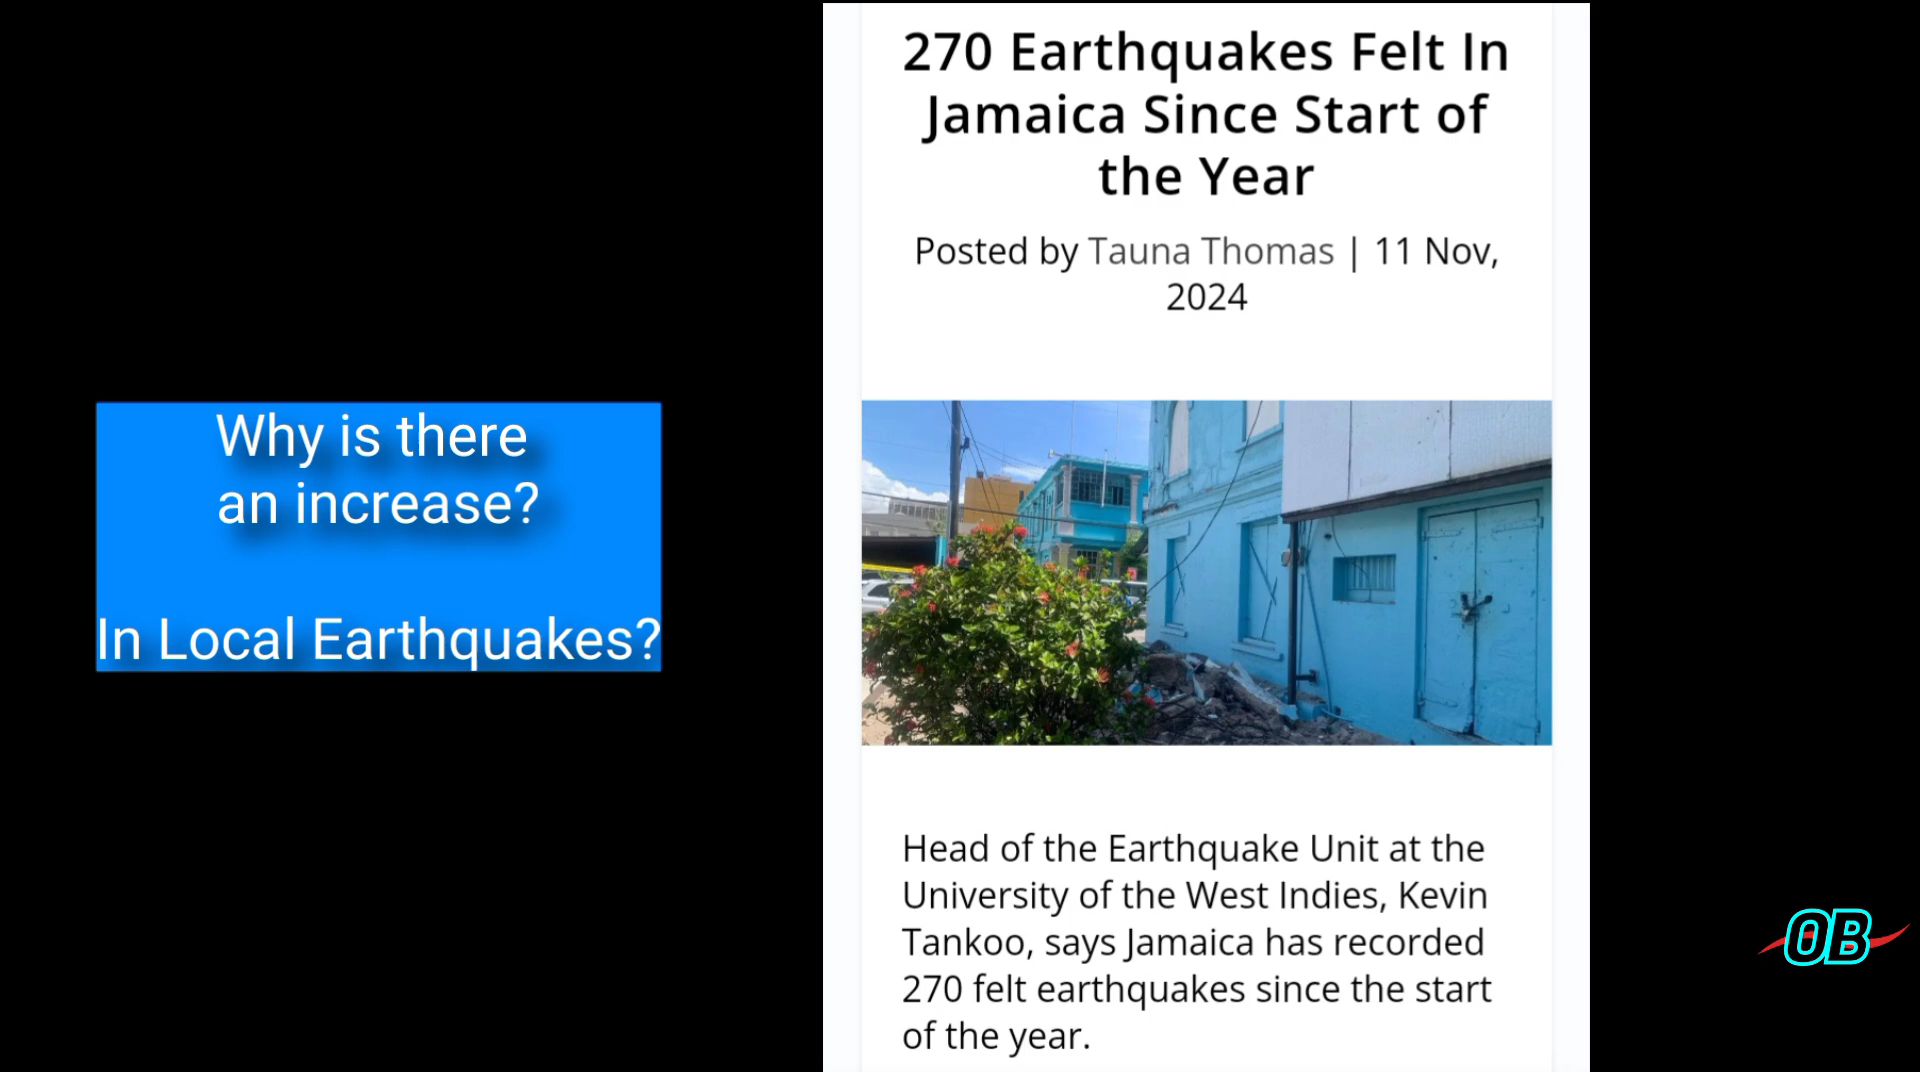 Why is there
an increase?
In Local Earthquakes?
270 Earthquakes Felt In
Jamaica Since Start of
the Year
Posted by Tauna Thomas | 11 Nov,
2024
Head of the Earthquake Unit at the
University of the West Indies, Kevin
Tankoo, says Jamaica has recorded
270 felt earthquakes since the start
of the year.
OB